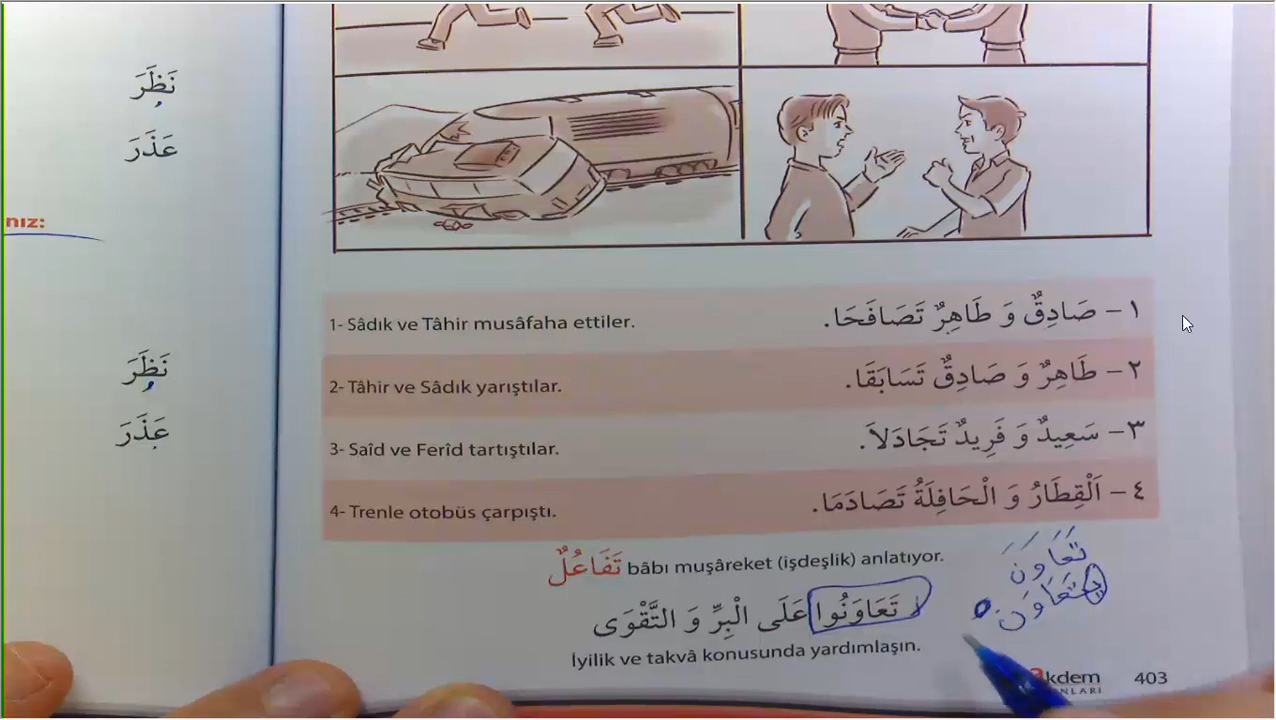 نَظَرَ
عَذَرَ
nız:
نَظَرَ
عَذَرَ
1- Sâdık ve Tâhir musâfaha ettiler.
١- صَادِقٌ وَ طَاهِرٌ تَصَافَحَا.
2- Tâhir ve Sâdık yarıştılar.
٢- طَاهِرٌ وَ صَادِقٌ تَسَابَقَا.
3- Saîd ve Ferîd tartıştılar.
٣- سَعِيدٌ وَ فَرِيدٌ تَجَادَلاَ.
4- Trenle otobüs çarpıştı.
٤- اَلْقِطَارُ وَ الْحَافِلَةُ تَصَادَمَا.
تَفَاعُلٌ bâbı muşâreket (işdeşlik) anlatıyor.
تَعَاوَنَ
يَتَعَاوَنُ
تَعَاوَنُوا عَلَى الْبِرِّ وَ التَّقْوَى
İyilik ve takvâ konusunda yardımlaşın.
kdem
NLARI
403